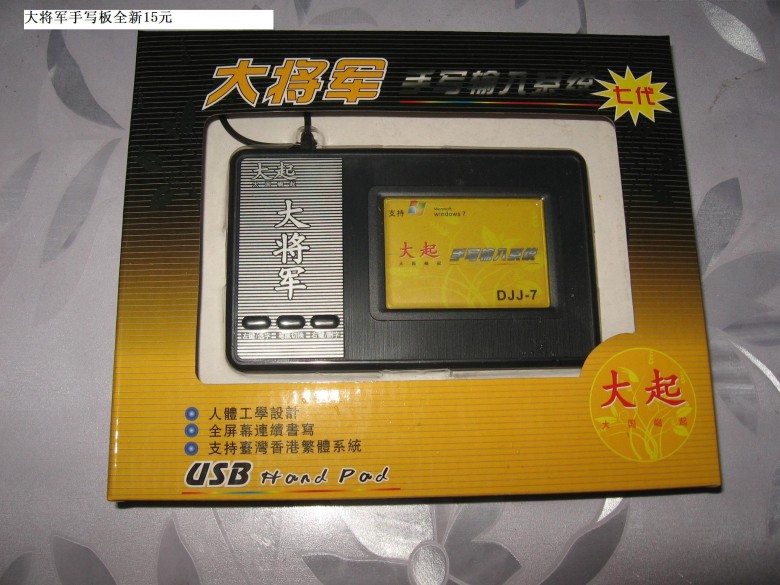 大将军手写板全新15元
大将军 手写输入系统
七代
大起
大将军
支持 Microsoft
windows 7
大起 手写输入系统
DJJ-7
大起
人體工學設計
全屏幕連續書寫
支持臺灣香港繁體系統
USB Hand Pad